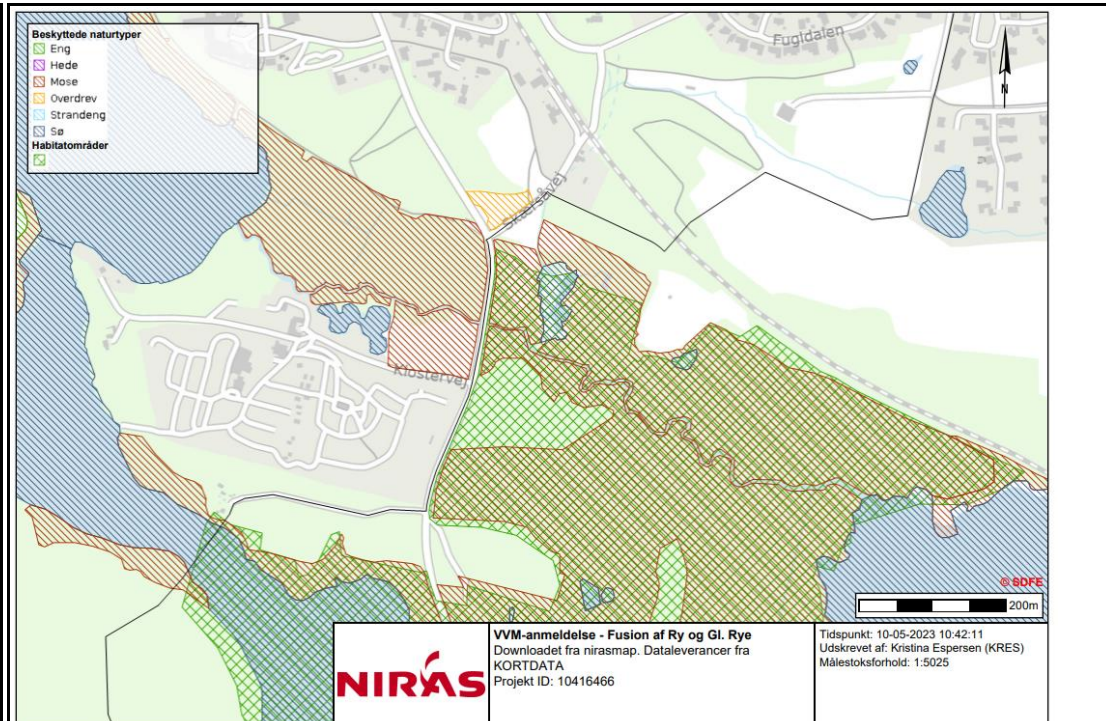 Beskyttede naturtyper
Eng
Hede
Mose
Overdrev
Strandeng
Sø
Habitatområder
Fugldalen
N
Skærsåvej
Klostervej
© SDFE
200m
NIRÁS
VVM-anmeldelse - Fusion af Ry og Gl. Rye
Downloadet fra nirasmap. Dataleverancer fra
KORTDATA
Projekt ID: 10416466
Tidspunkt: 10-05-2023 10:42:11
Udskrevet af: Kristina Espersen (KRES)
Målestoksforhold: 1:5025